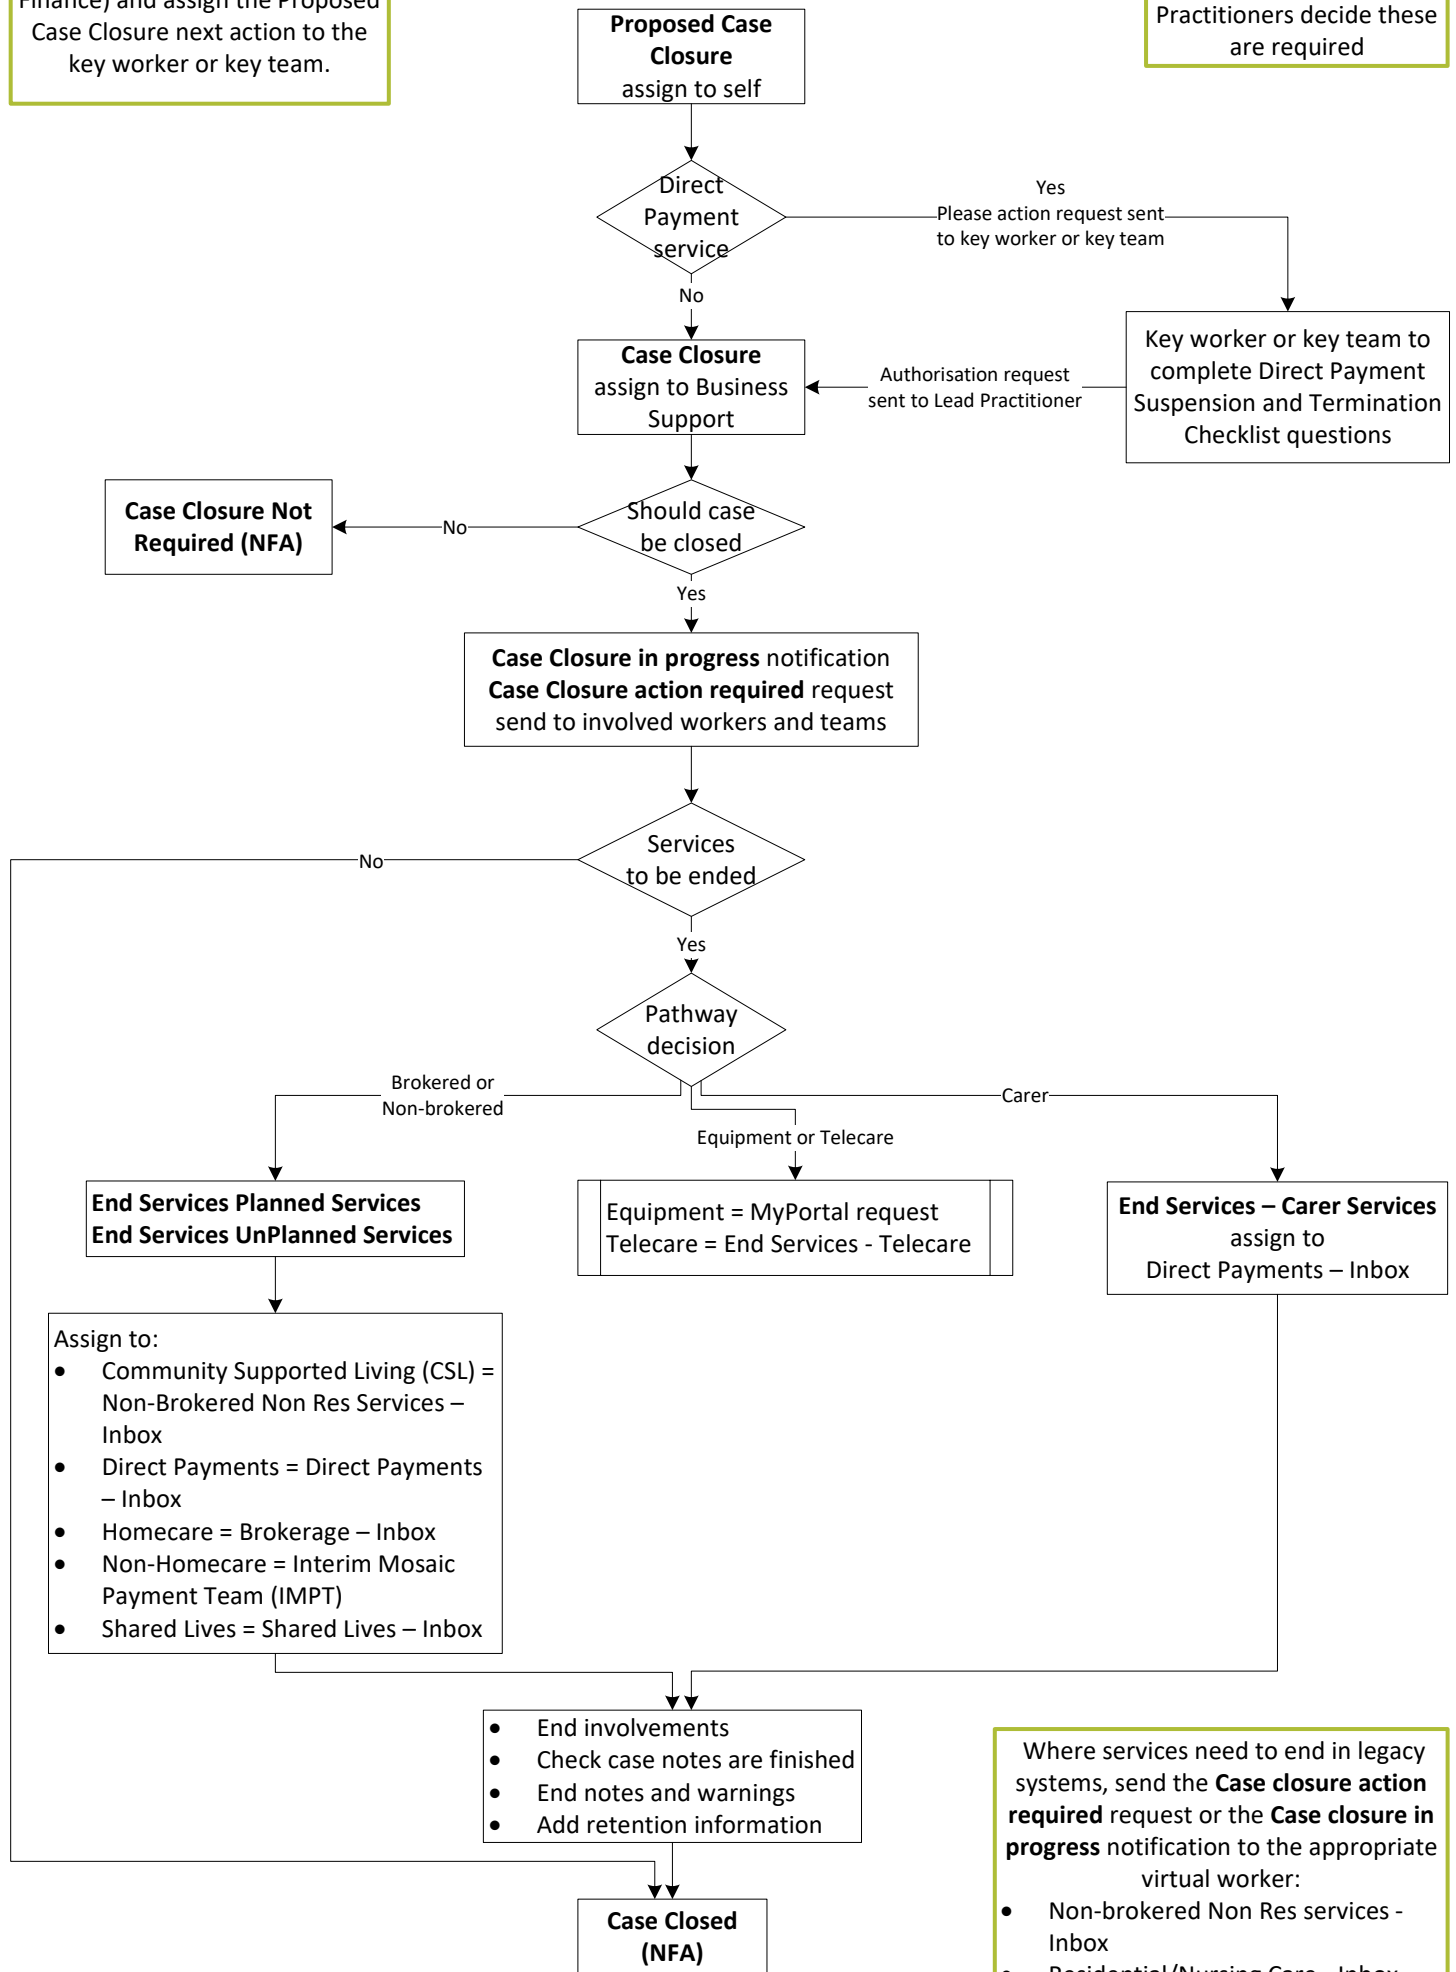 Finance) and assign the Proposed
Case Closure next action to the
key worker or key team.
Practitioners decide these
are required
Proposed Case
Closure
assign to self
Direct
Payment
service
Yes
Please action request sent
to key worker or key team
No
Key worker or key team to
complete Direct Payment
Suspension and Termination
Checklist questions
Case Closure
assign to Business
Support
Authorisation request
sent to Lead Practitioner
Should case
be closed
No
Case Closure Not
Required (NFA)
Yes
Case Closure in progress notification
Case Closure action required request
send to involved workers and teams
Services
to be ended
No
Yes
Pathway
decision
Brokered or
Non-brokered
Equipment or Telecare
Carer
End Services Planned Services
End Services UnPlanned Services
Equipment = MyPortal request
Telecare = End Services - Telecare
End Services – Carer Services
assign to
Direct Payments – Inbox
Assign to:
• Community Supported Living (CSL) =
Non-Brokered Non Res Services –
Inbox
• Direct Payments = Direct Payments
– Inbox
• Homecare = Brokerage – Inbox
• Non-Homecare = Interim Mosaic
Payment Team (IMPT)
• Shared Lives = Shared Lives – Inbox
• End involvements
• Check case notes are finished
• End notes and warnings
• Add retention information
Case Closed
(NFA)
Where services need to end in legacy
systems, send the Case closure action
required request or the Case closure in
progress notification to the appropriate
virtual worker:
• Non-brokered Non Res services -
Inbox
• Residential/Nursing Care - Inbox